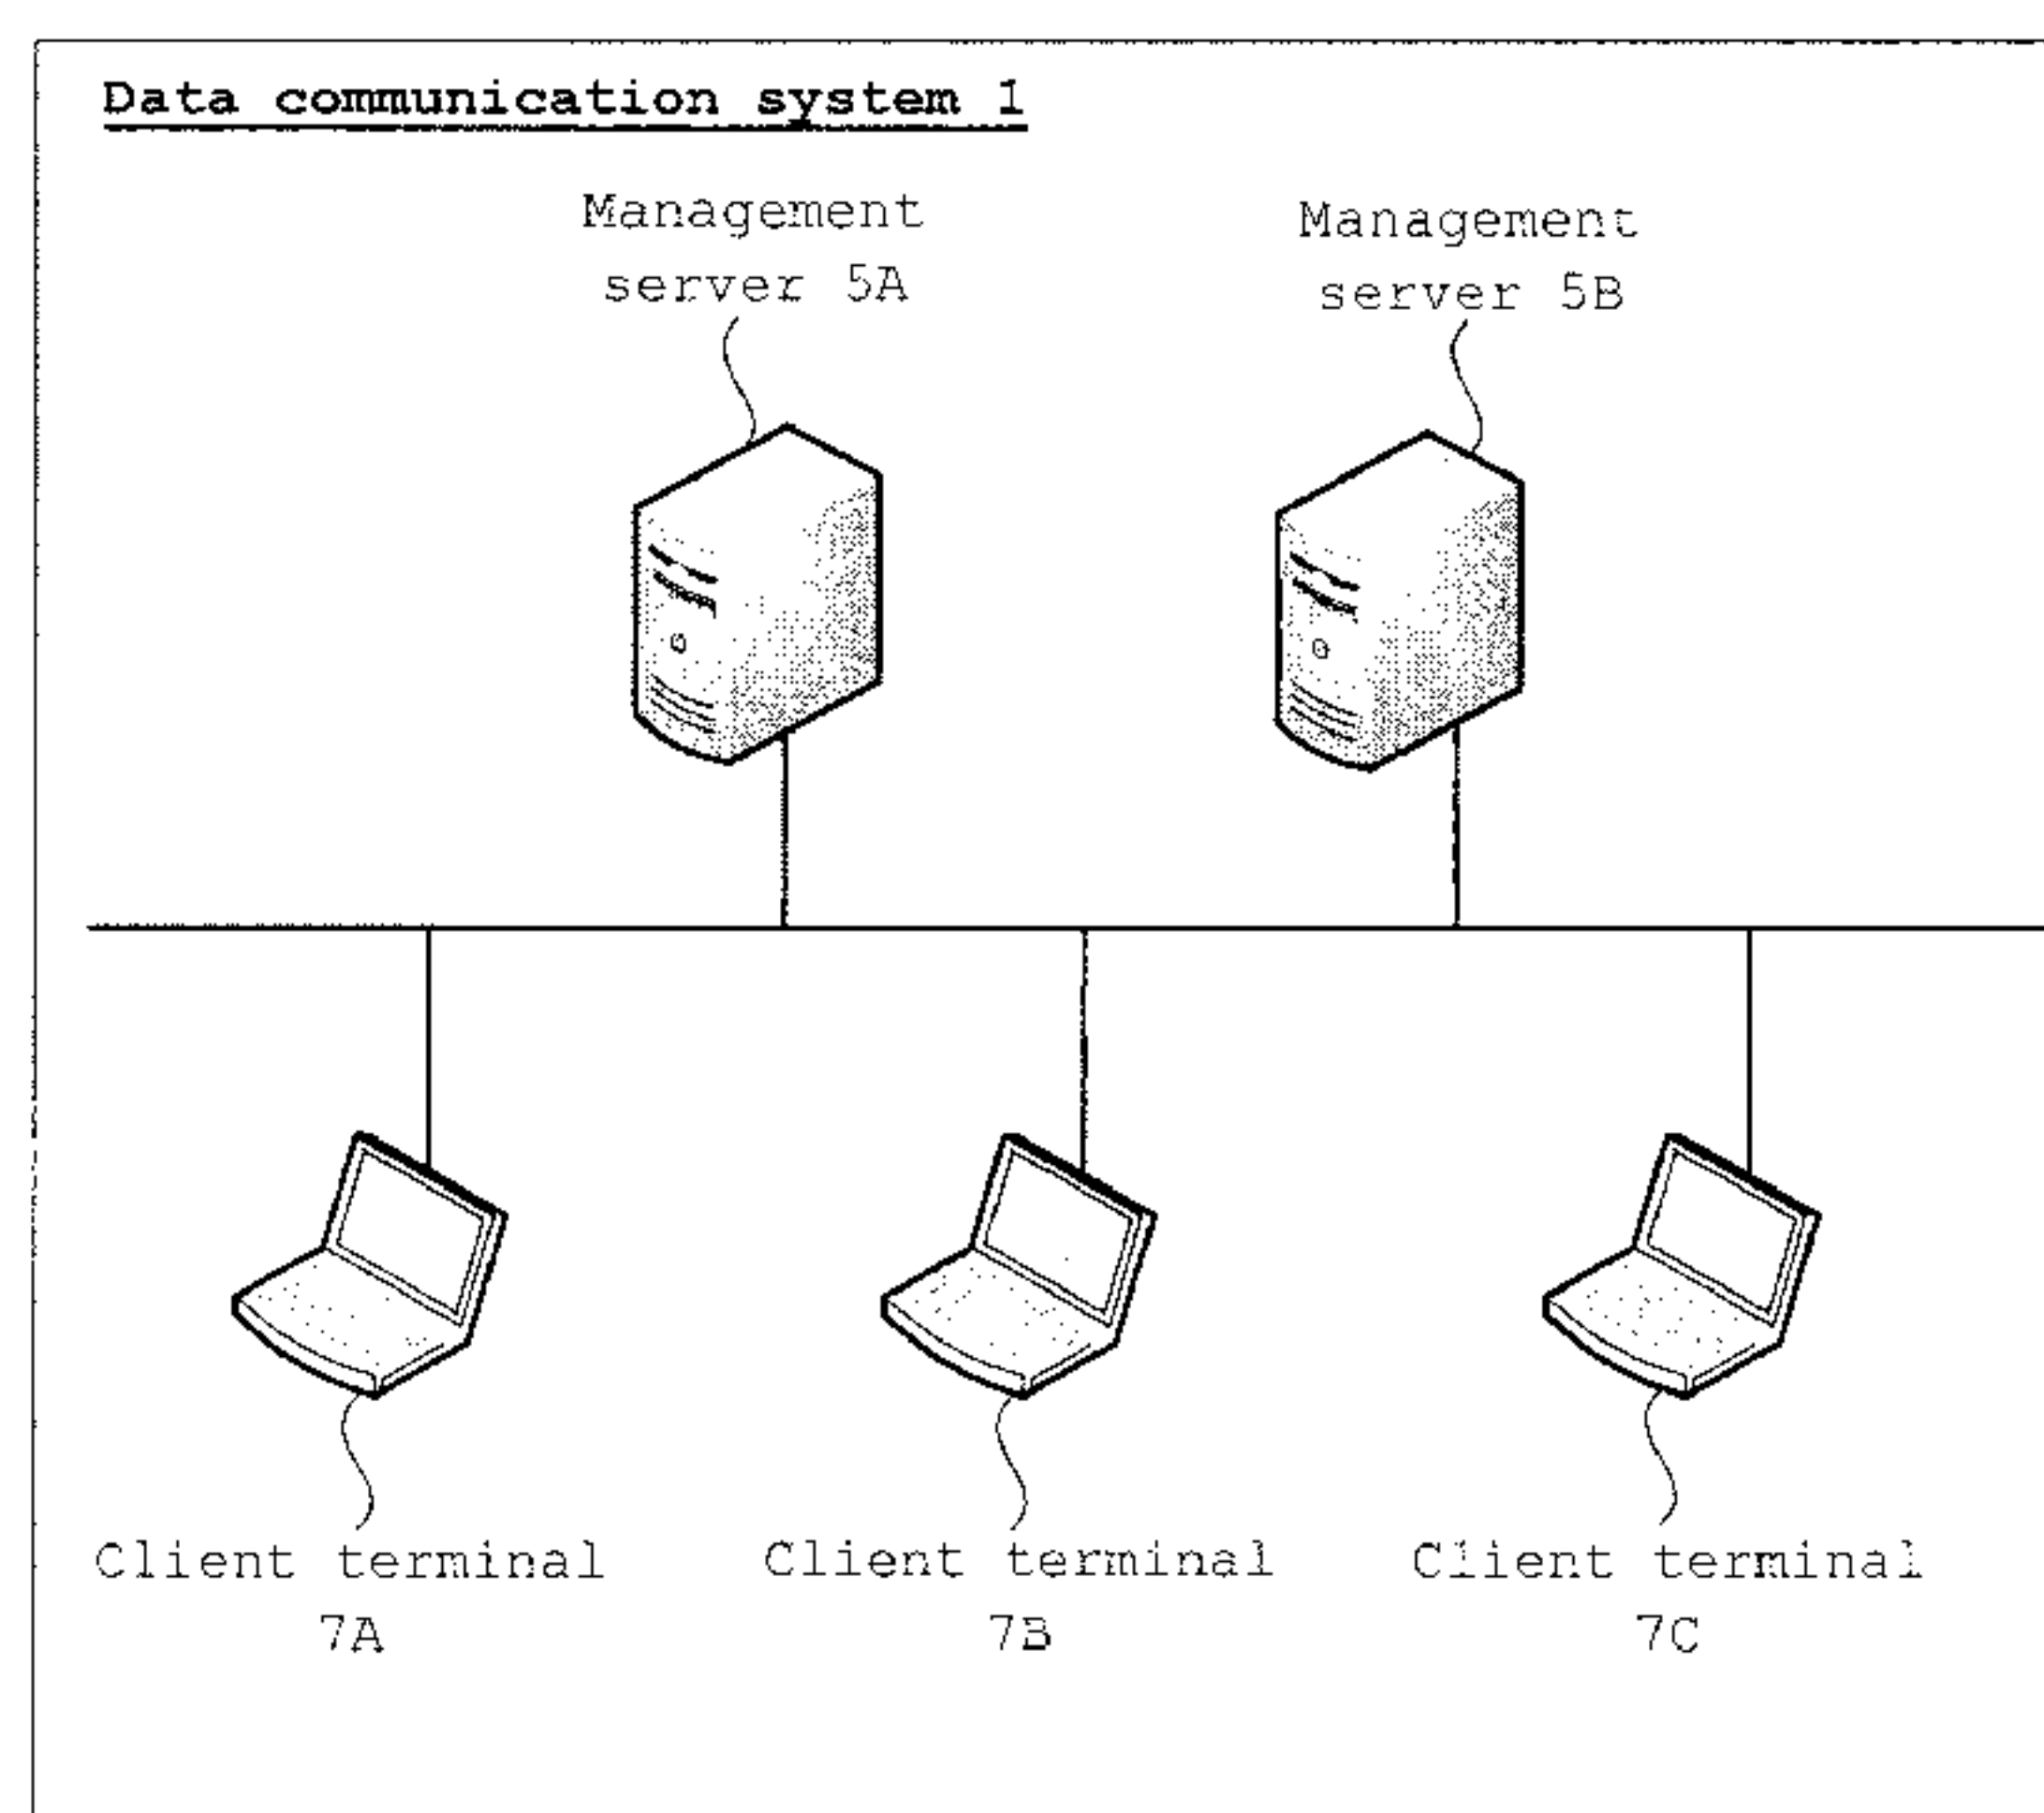 Data communication system 1
Management
server 5A
Management
server 5B
Client terminal
7A
Client terminal
7B
Client terminal
7C